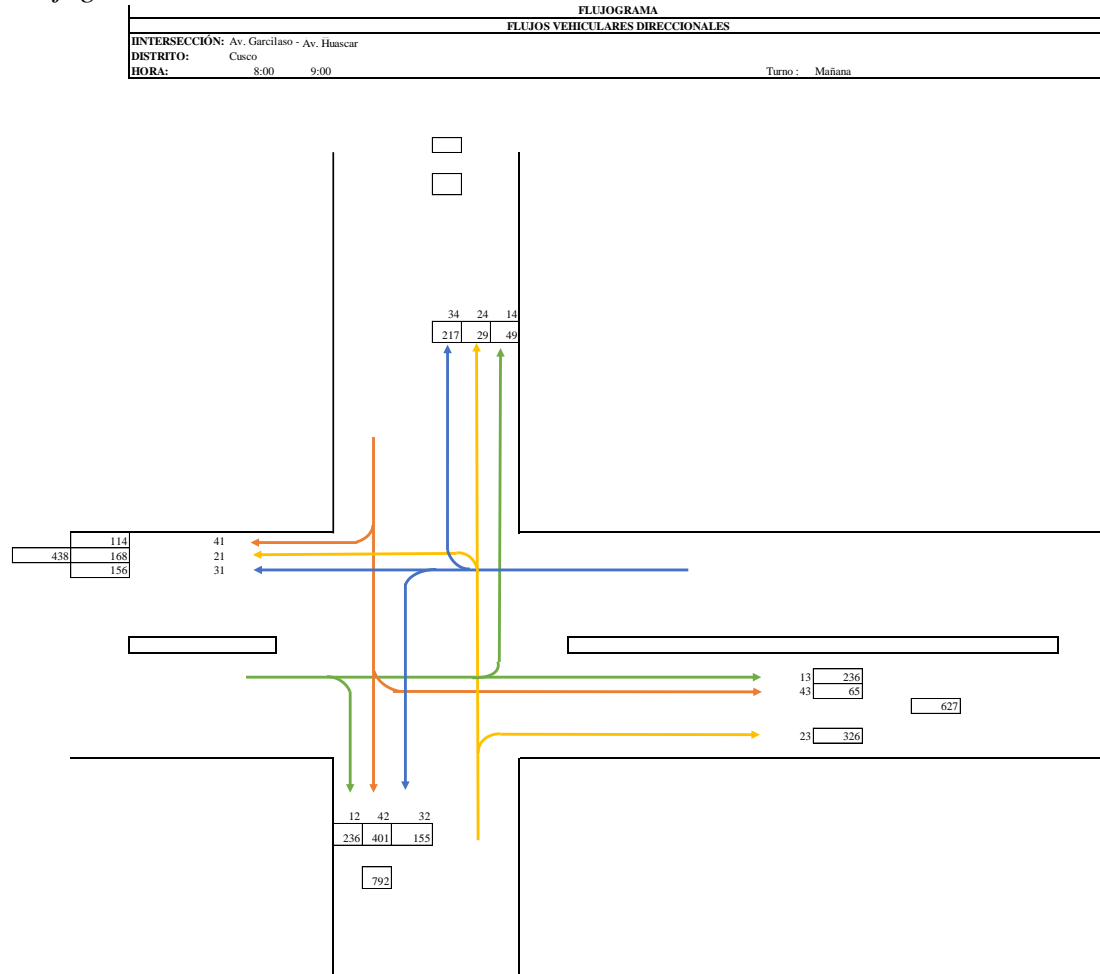 FLUJOGRAMA
FLUJOS VEHICULARES DIRECCIONALES
IINTERSECCIÓN: Av. Garcilaso - Av. Huascar
DISTRITO: Cusco
HORA: 8:00 9:00 Turno : Mañana
34 24 14
217 29 49
114 41
438 168 21
156 31
13 236
43 65
627
23 326
12 42 32
236 401 155
792